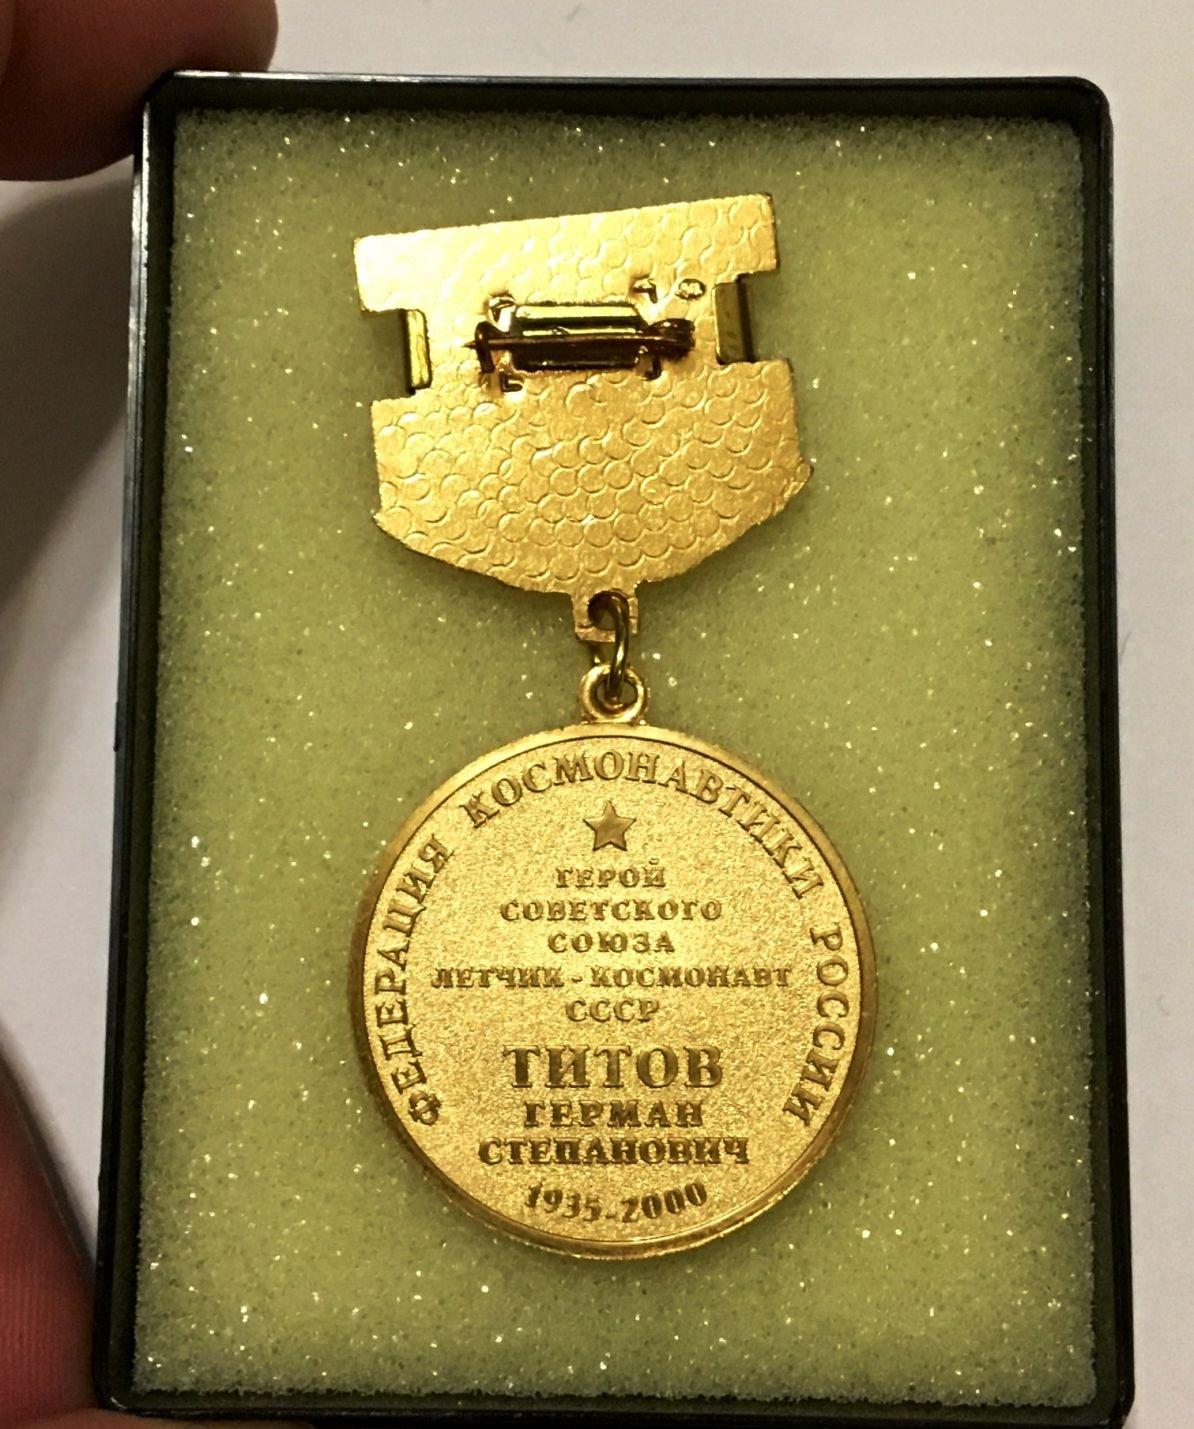 ФЕДЕРАЦИЯ КОСМОНАВТИКИ РОССИИ
ГЕРОЙ
СОВЕТСКОГО
СОЮЗА
ЛЕТЧИК - КОСМОНАВТ
СССР
ТИТОВ
ГЕРМАН
СТЕПАНОВИЧ
1935-2000